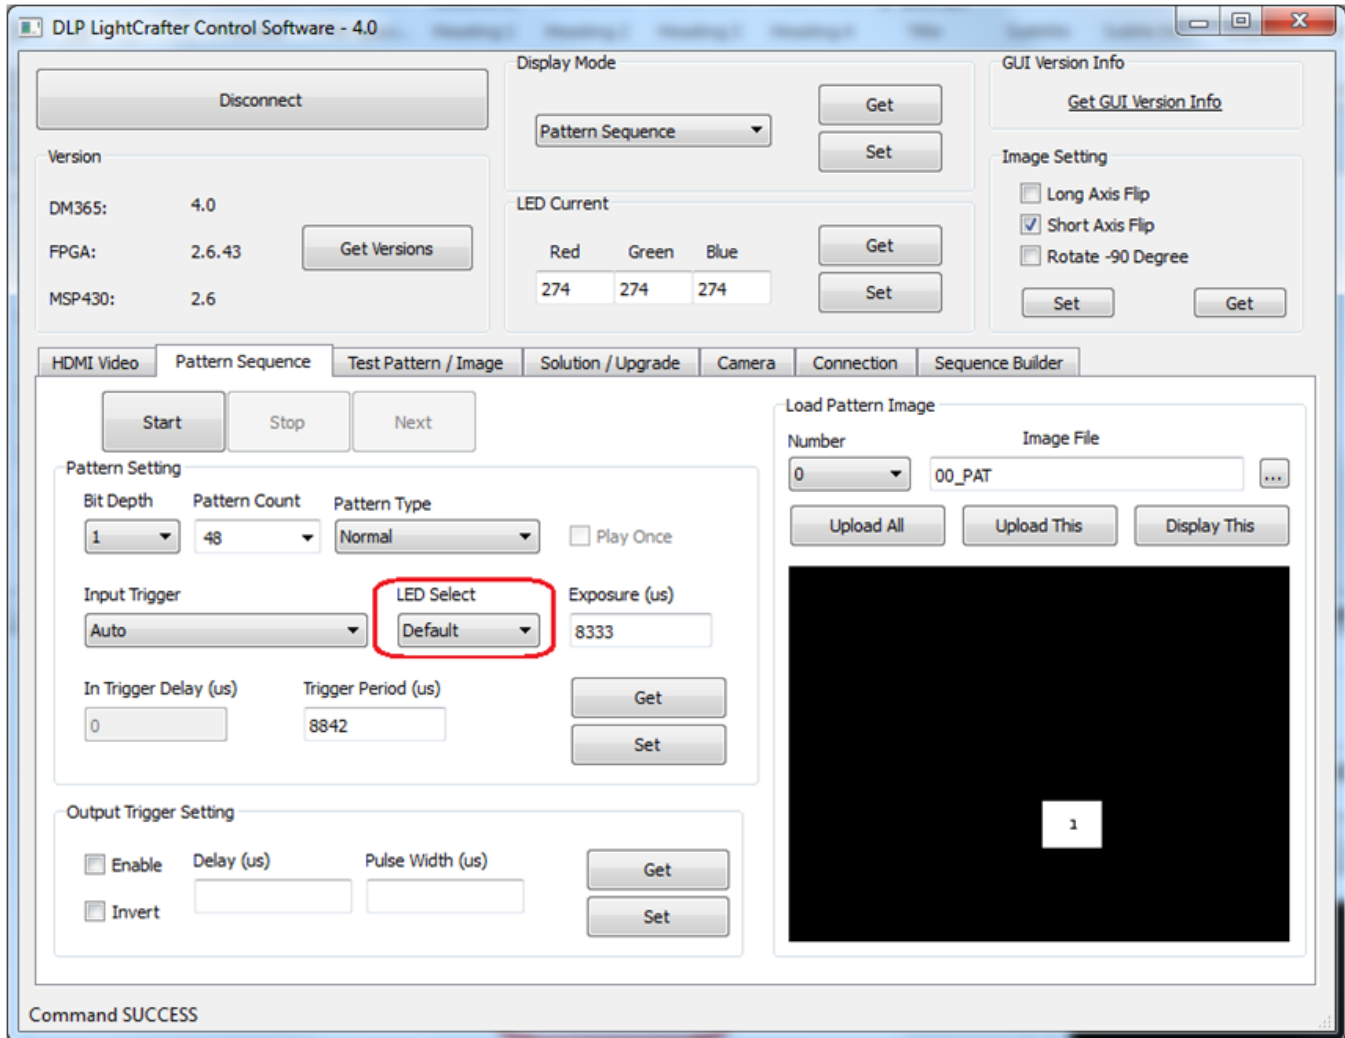 DLP LightCrafter Control Software - 4.0
Disconnect
Version
DM365: 4.0
FPGA: 2.6.43
MSP430: 2.6
Get Versions
Display Mode
Pattern Sequence
Get
Set
LED Current
Red Green Blue
274 274 274
Get
Set
GUI Version Info
Get GUI Version Info
Image Setting
Long Axis Flip
Short Axis Flip
Rotate -90 Degree
Set Get
HDMI Video Pattern Sequence Test Pattern / Image Solution / Upgrade Camera Connection Sequence Builder
Start Stop Next
Pattern Setting
Bit Depth Pattern Count Pattern Type
1 48 Normal Play Once
Input Trigger LED Select Exposure (us)
Auto Default 8333
In Trigger Delay (us) Trigger Period (us)
0 8842
Get
Set
Output Trigger Setting
Enable Delay (us) Pulse Width (us)
Invert
Get
Set
Load Pattern Image
Number Image File
0 00_PAT ...
Upload All Upload This Display This
1
Command SUCCESS